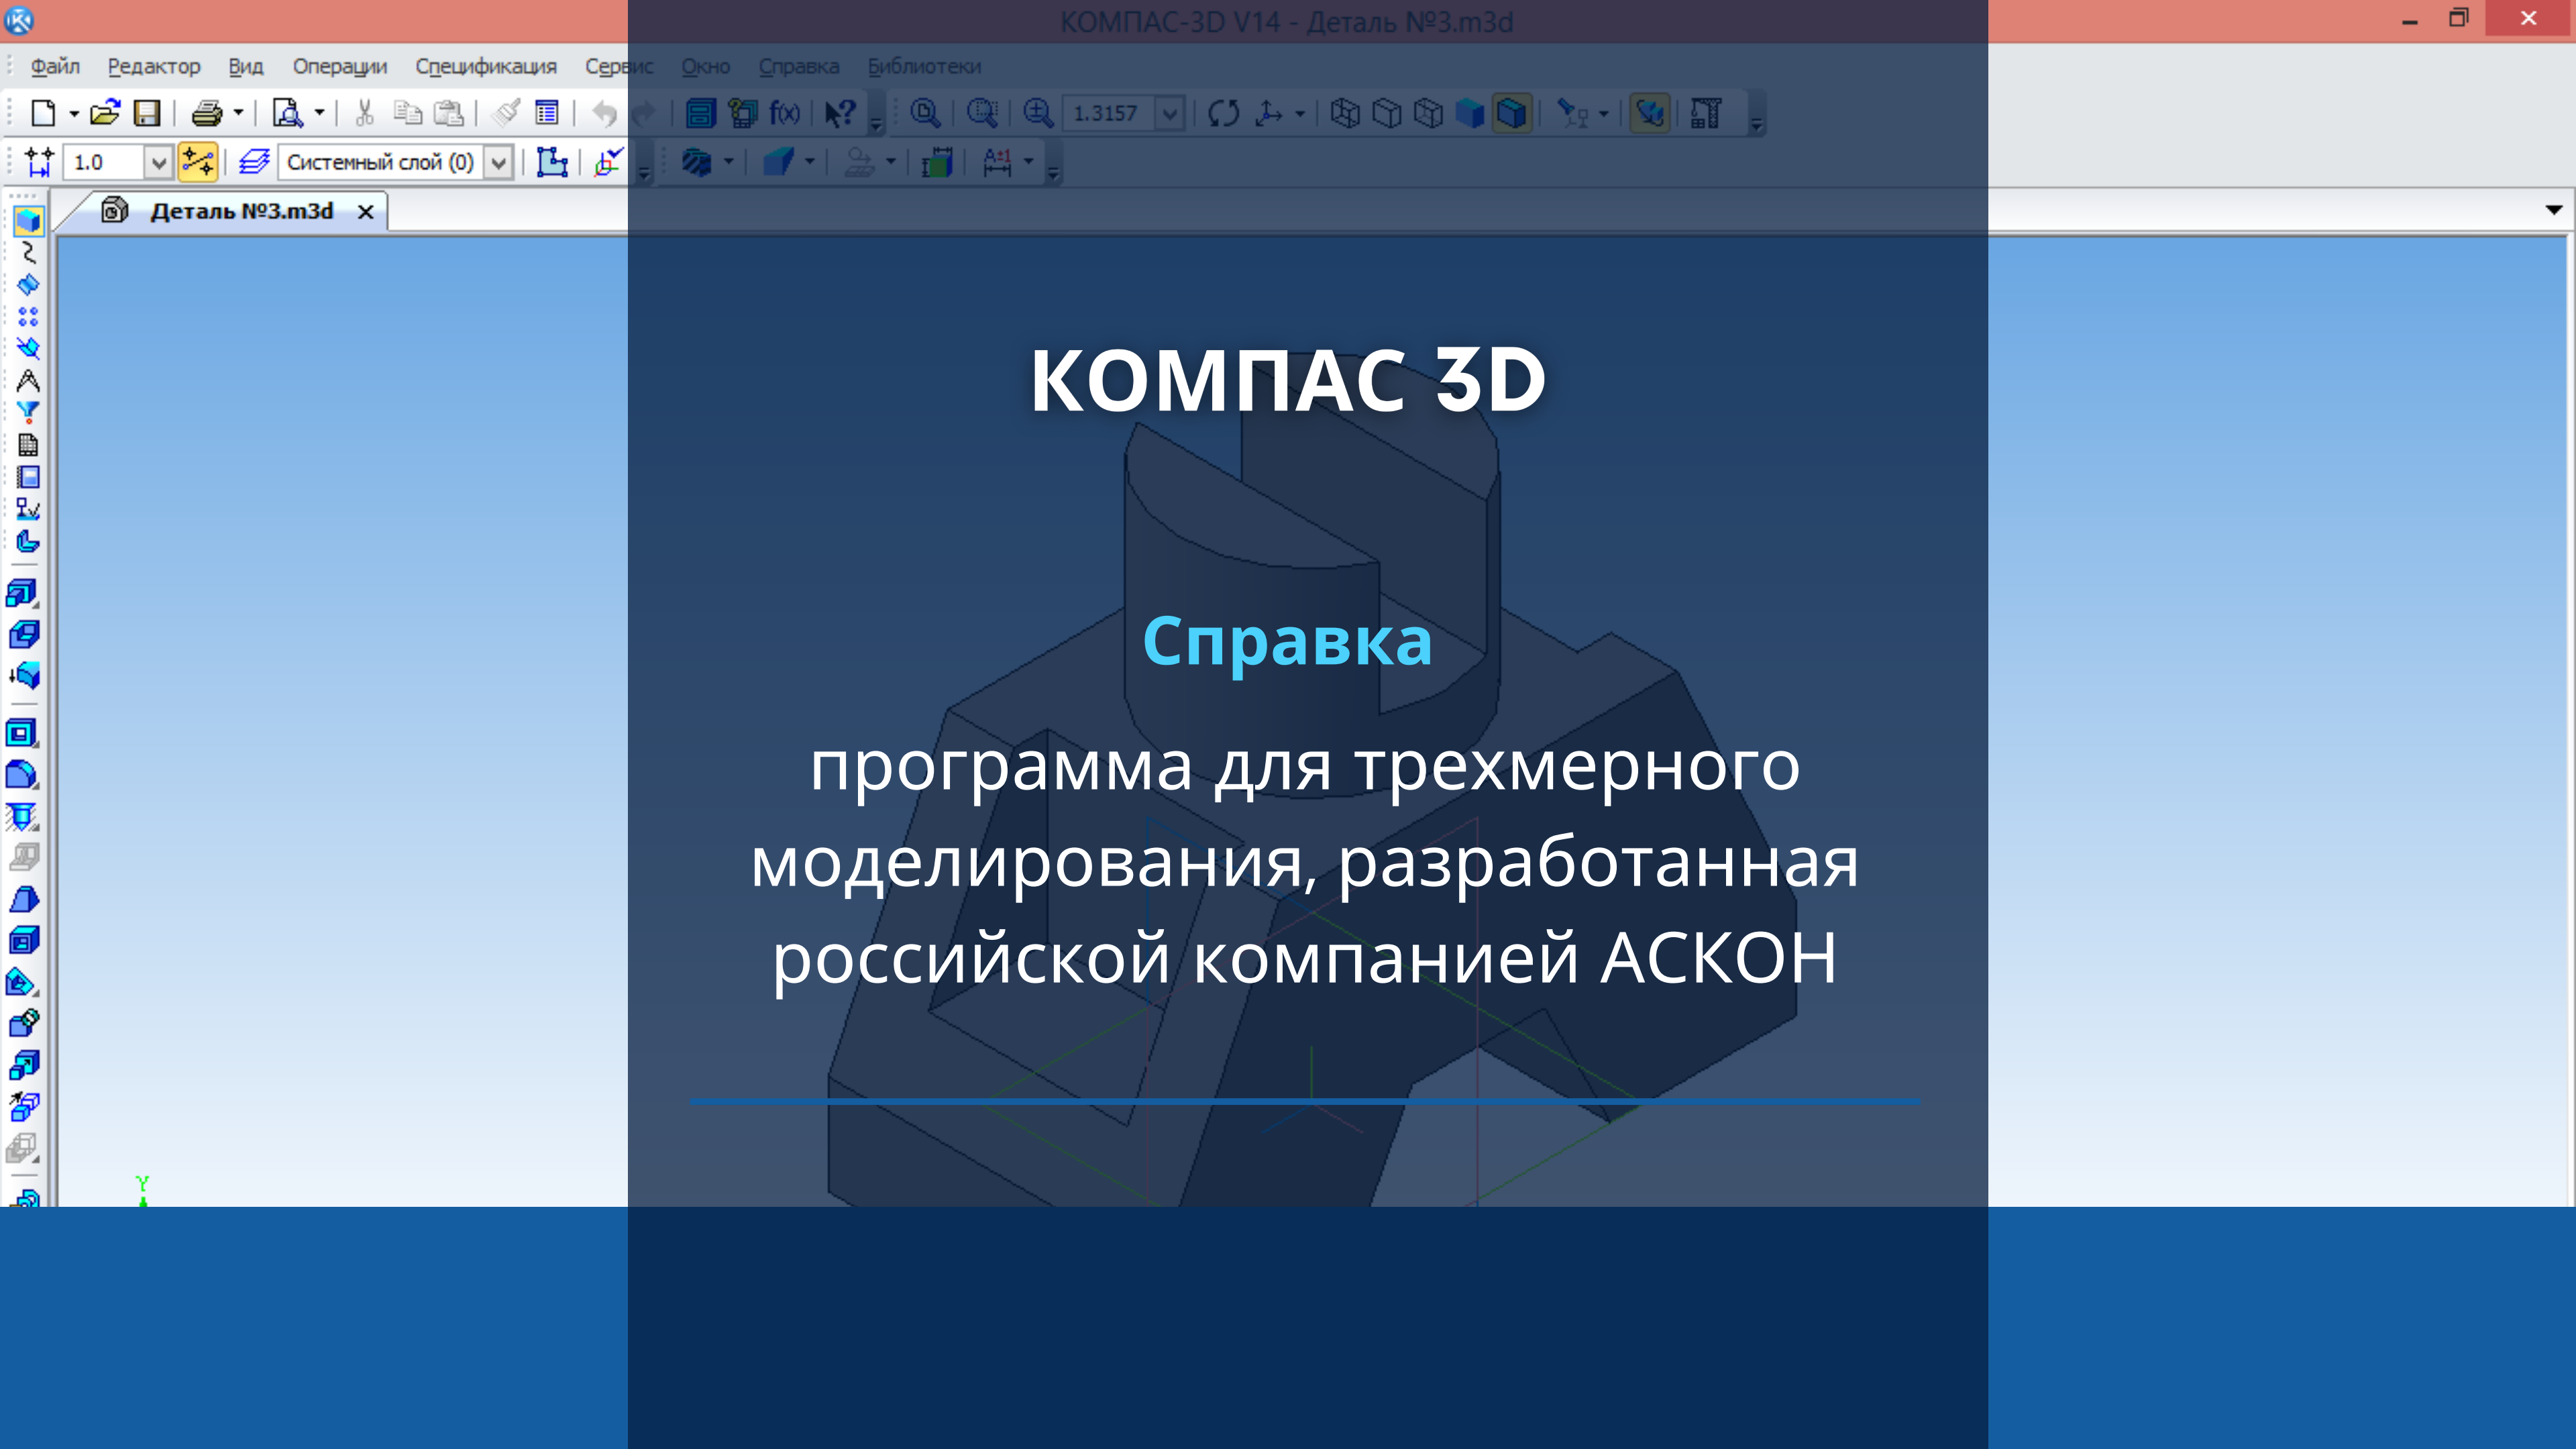 КОМПАС-3D V14 - Деталь №3.m3d
Файл Редактор Вид Операции Спецификация Сервис Окно Справка Библиотеки
f(x) 1.3157
1.0 Системный слой (0)
Деталь №3.m3d
КОМПАС 3D
Справка
программа для трехмерного
моделирования, разработанная
российской компанией АСКОН
Y